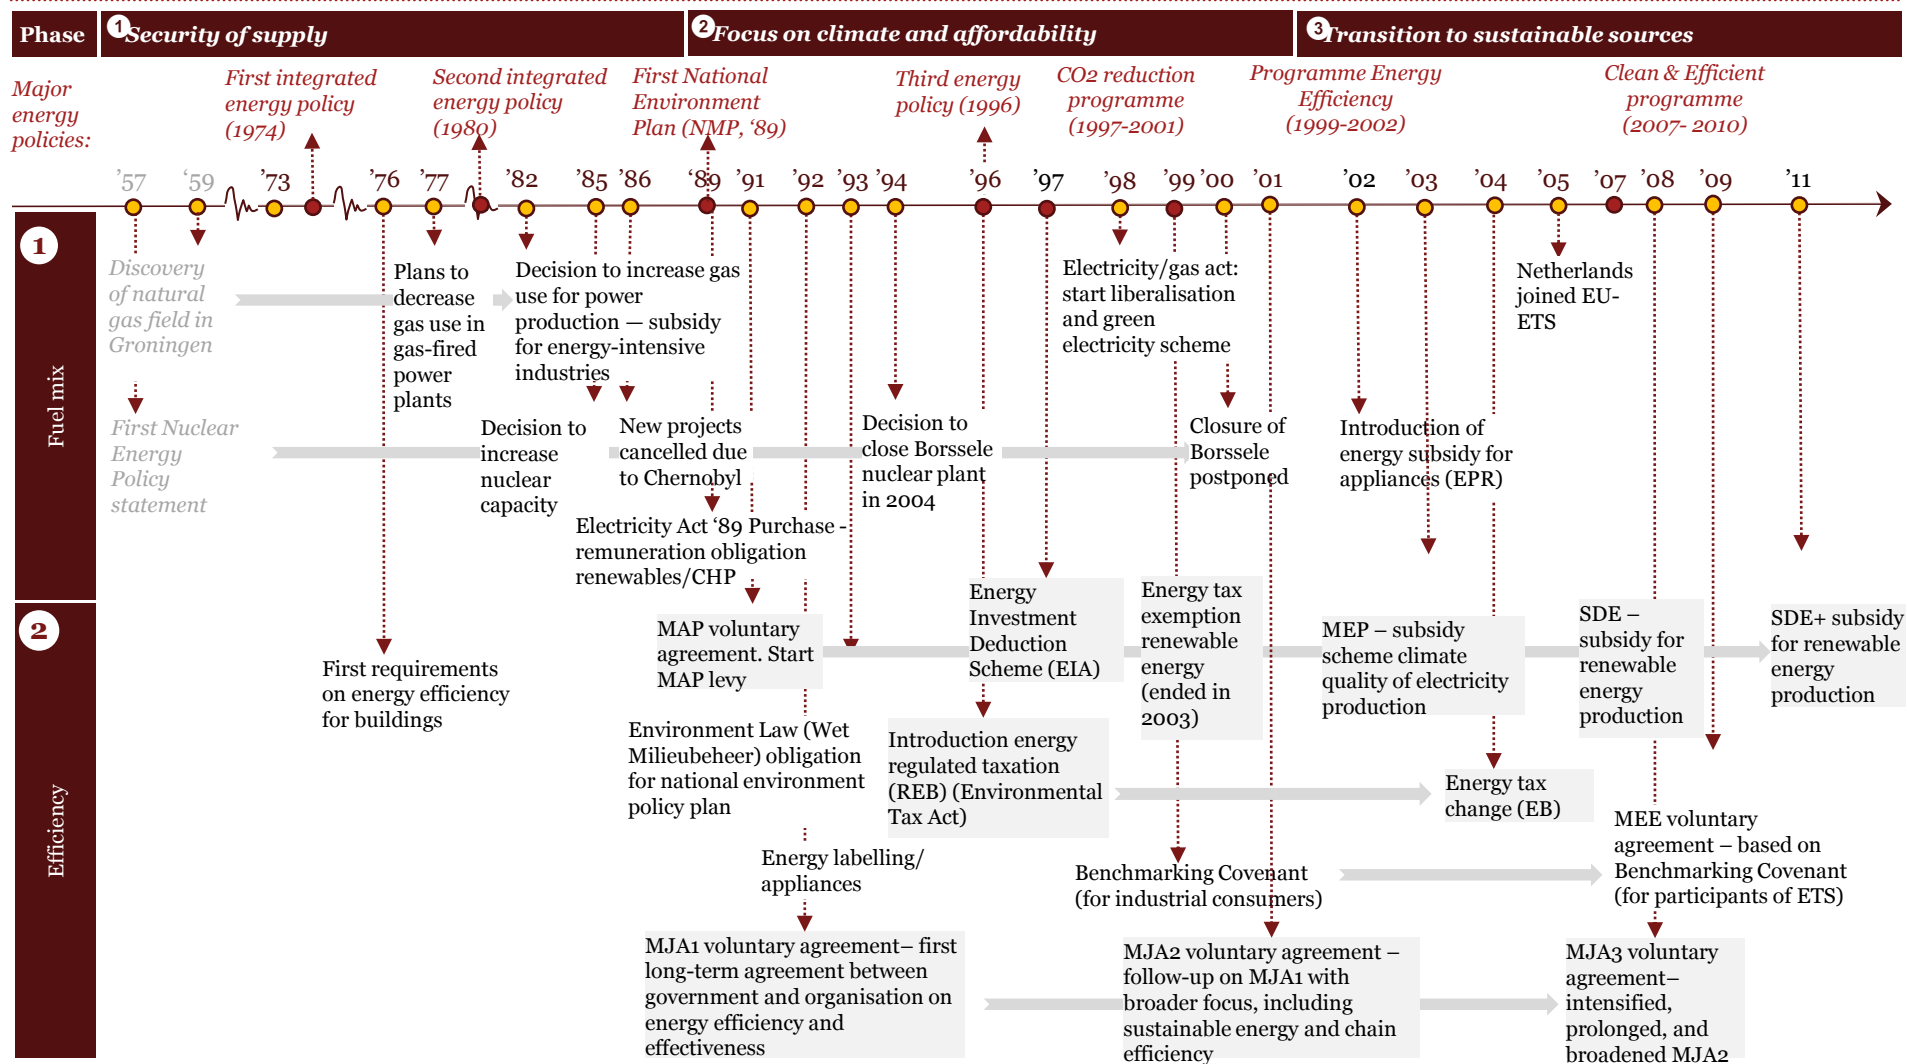 Phase
1 Security of supply
2 Focus on climate and affordability
3 Transition to sustainable sources
Major
energy
policies:
First integrated
energy policy
(1974)
Second integrated
energy policy
(1980)
First National
Environment
Plan (NMP, ‘89)
Third energy
policy (1996)
CO2 reduction
programme
(1997-2001)
Programme Energy
Efficiency
(1999-2002)
Clean & Efficient
programme
(2007- 2010)
’57 ‘59 ’73 ’76 ’77 ’82 ’85 ’86 ‘89 ’91 ’92 ’93 ’94 ’96 ’97 ’98 ’99 ’00 ’01 ’02 ’03 ’04 ’05 ’07 ’08 ’09 ’11
1
Fuel mix
Discovery
of natural
gas field in
Groningen
Plans to
decrease
gas use in
gas-fired
power
plants
Decision to increase gas
use for power
production — subsidy
for energy-intensive
industries
Electricity/gas act:
start liberalisation
and green
electricity scheme
Netherlands
joined EU-
ETS
First Nuclear
Energy
Policy
statement
Decision to
increase
nuclear
capacity
New projects
cancelled due
to Chernobyl
Decision to
close Borssele
nuclear plant
in 2004
Closure of
Borssele
postponed
Introduction of
energy subsidy for
appliances (EPR)
Electricity Act ‘89 Purchase -
remuneration obligation
renewables/CHP
2
Efficiency
First requirements
on energy efficiency
for buildings
MAP voluntary
agreement. Start
MAP levy
Energy
Investment
Deduction
Scheme (EIA)
Energy tax
exemption
renewable
energy
(ended in
2003)
MEP – subsidy
scheme climate
quality of electricity
production
SDE –
subsidy for
renewable
energy
production
SDE+ subsidy
for renewable
energy
production
Environment Law (Wet
Milieubeheer) obligation
for national environment
policy plan
Introduction energy
regulated taxation
(REB) (Environmental
Tax Act)
Energy tax
change (EB)
Energy labelling/
appliances
Benchmarking Covenant
(for industrial consumers)
MEE voluntary
agreement – based on
Benchmarking Covenant
(for participants of ETS)
MJA1 voluntary agreement– first
long-term agreement between
government and organisation on
energy efficiency and
effectiveness
MJA2 voluntary agreement –
follow-up on MJA1 with
broader focus, including
sustainable energy and chain
efficiency
MJA3 voluntary
agreement–
intensified,
prolonged, and
broadened MJA2